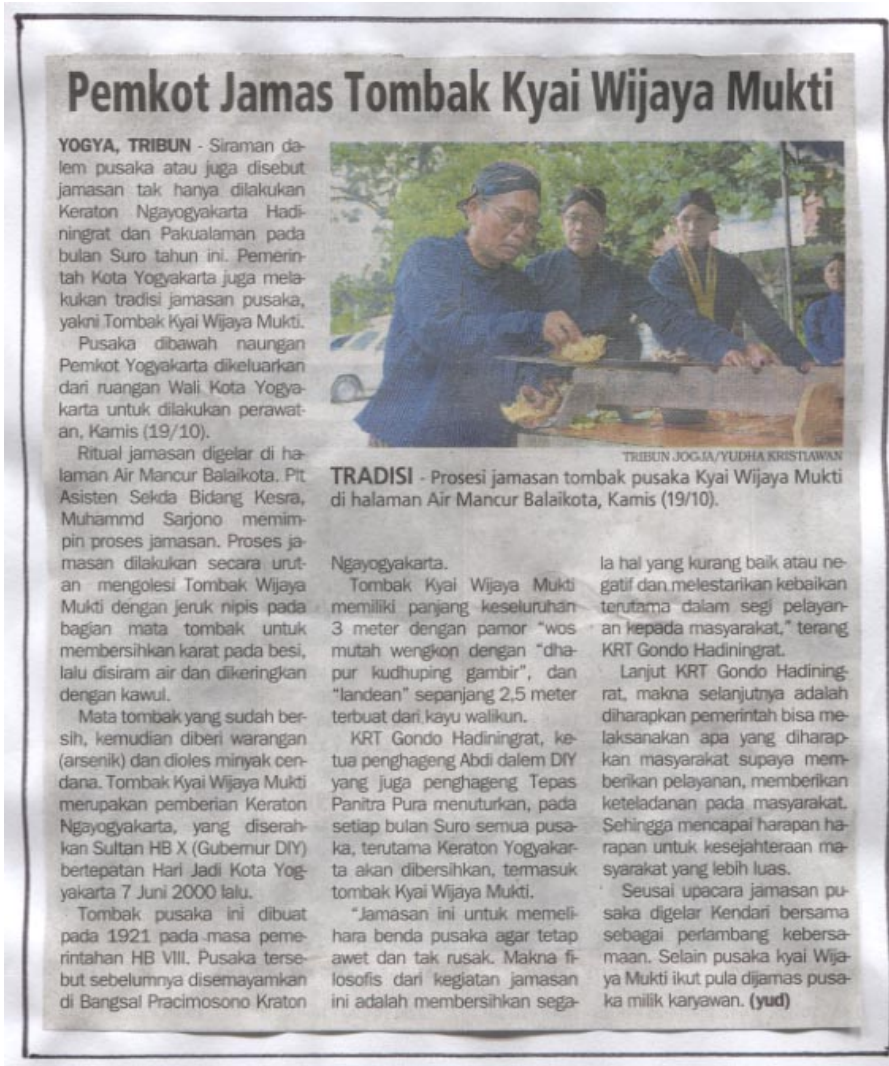 Pemkot Jamas Tombak Kyai Wijaya Mukti
YOGYA, TRIBUN - Siraman da-
lem pusaka atau juga disebut
jamasan tak hanya dilakukan
Keraton Ngayogyakarta Hadi-
ningrat dan Pakualaman pada
bulan Suro tahun ini. Pemerin-
tah Kota Yogyakarta juga mela-
kukan tradisi jamasan pusaka,
yakni Tombak Kyai Wijaya Mukti.
Pusaka dibawah naungan
Pemkot Yogyakarta dikeluarkan
dari ruangan Wali Kota Yogya-
karta untuk dilakukan perawat-
an, Kamis (19/10).
Ritual jamasan digelar di ha-
laman Air Mancur Balaikota. Plt
Asisten Sekda Bidang Kesra,
Muhammd Sarjono memim-
pin proses jamasan. Proses ja-
masan dilakukan secara urut-
an mengolesi Tombak Wijaya
Mukti dengan jeruk nipis pada
bagian mata tombak untuk
membersihkan karat pada besi,
lalu disiram air dan dikeringkan
dengan kawul.
Mata tombak yang sudah ber-
sih, kemudian diberi warangan
(arsenik) dan dioles minyak cen-
dana. Tombak Kyai Wijaya Mukti
merupakan pemberian Keraton
Ngayogyakarta, yang diserah-
kan Sultan HB X (Gubernur DIY)
bertepatan Hari Jadi Kota Yog-
yakarta 7 Juni 2000 lalu.
Tombak pusaka ini dibuat
pada 1921 pada masa peme-
rintahan HB VIII. Pusaka terse-
but sebelumnya disemayamkan
di Bangsal Pracimosono Kraton
TRIBUN JOGJA/YUDHA KRISTIAWAN
TRADISI - Prosesi jamasan tombak pusaka Kyai Wijaya Mukti
di halaman Air Mancur Balaikota, Kamis (19/10).
Ngayogyakarta.
Tombak Kyai Wijaya Mukti
memiliki panjang keseluruhan
3 meter dengan pamor "wos
mutah wengkon dengan "dha-
pur kudhuping gambir", dan
"landean" sepanjang 2,5 meter
terbuat dari kayu walikun.
KRT Gondo Hadiningrat, ke-
tua penghageng Abdi dalem DIY
yang juga penghageng Tepas
Panitra Pura menuturkan, pada
setiap bulan Suro semua pusa-
ka, terutama Keraton Yogyakar-
ta akan dibersihkan, termasuk
tombak Kyai Wijaya Mukti.
"Jamasan ini untuk memeli-
hara benda pusaka agar tetap
awet dan tak rusak. Makna fi-
losofis dari kegiatan jamasan
ini adalah membersihkan sega-
la hal yang kurang baik atau ne-
gatif dan melestarikan kebaikan
terutama dalam segi pelayan-
an kepada masyarakat," terang
KRT Gondo Hadiningrat.
Lanjut KRT Gondo Hadining-
rat, makna selanjutnya adalah
diharapkan pemerintah bisa me-
laksanakan apa yang diharap-
kan masyarakat supaya mem-
berikan pelayanan, memberikan
keteladanan pada masyarakat.
Sehingga mencapai harapan ha-
rapan untuk kesejahteraan ma-
syarakat yang lebih luas.
Seusai upacara jamasan pu-
saka digelar Kendari bersama
sebagai perlambang kebersa-
maan. Selain pusaka kyai Wija-
ya Mukti ikut pula dijamas pusa-
ka milik karyawan. (yud)